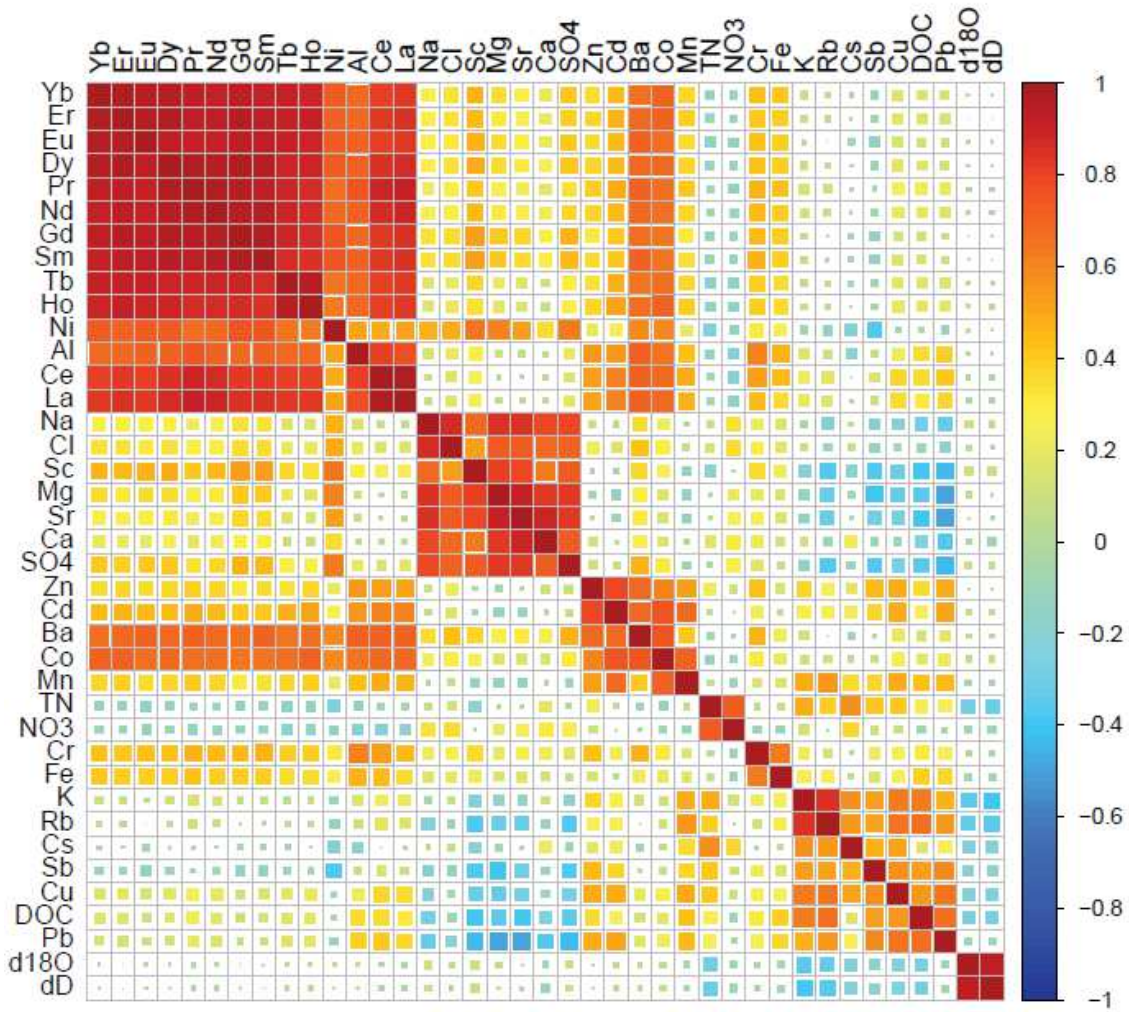 Yb Er Eu Dy Pr Nd Gd Sm Tb Ho Ni Al Ce La Na Cl Sc Mg Sr Ca SO4 Zn Cd Ba Co Mn TN NO3 Cr Fe K Rb Cs Sb Cu DOC Pb d18O dD
Yb
Er
Eu
Dy
Pr
Nd
Gd
Sm
Tb
Ho
Ni
Al
Ce
La
Na
Cl
Sc
Mg
Sr
Ca
SO4
Zn
Cd
Ba
Co
Mn
TN
NO3
Cr
Fe
K
Rb
Cs
Sb
Cu
DOC
Pb
d18O
dD
1
0.8
0.6
0.4
0.2
0
−0.2
−0.4
−0.6
−0.8
−1